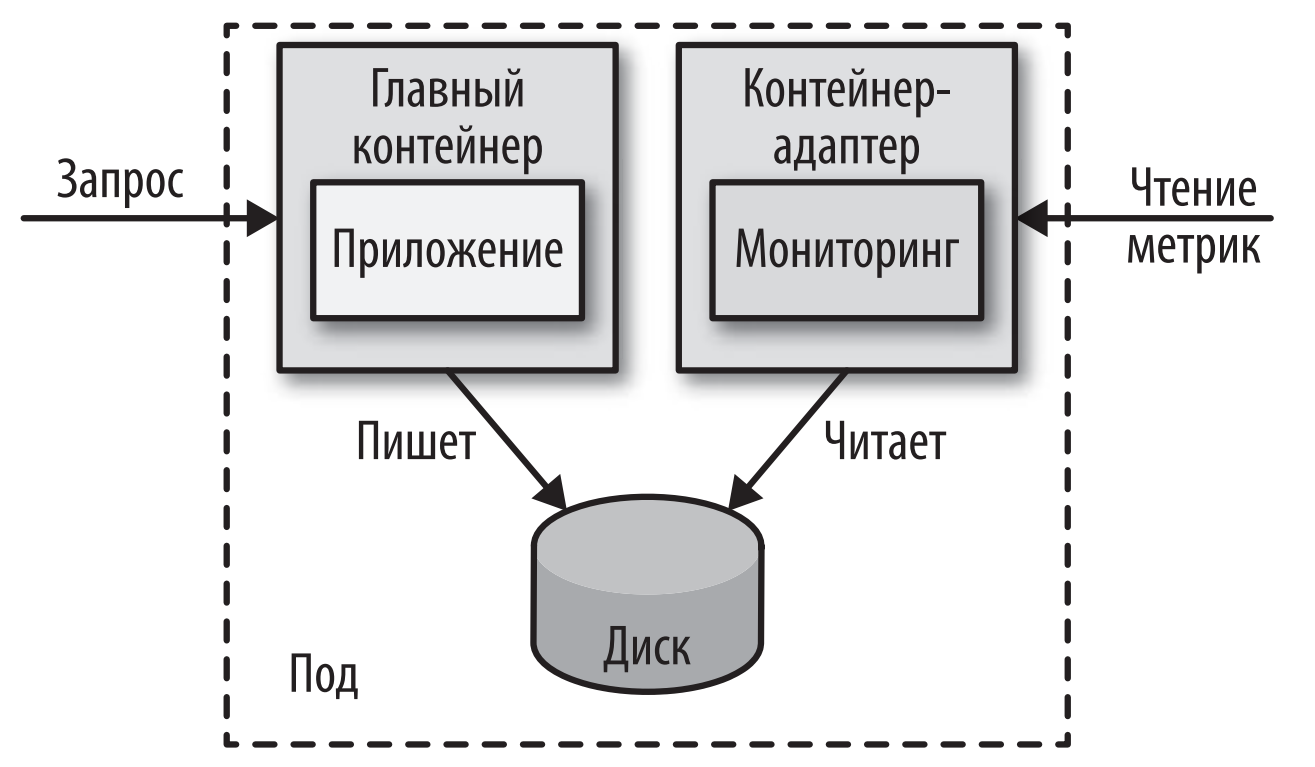 Главный
контейнер
Контейнер-
адаптер
Запрос
Приложение
Мониторинг
Чтение
метрик
Пишет
Читает
Диск
Под